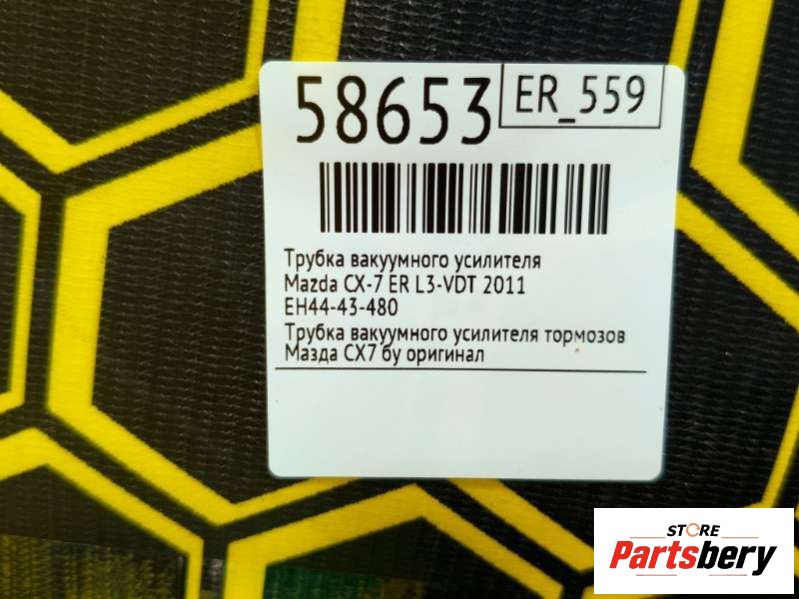 58653
ER_559
Трубка вакуумного усилителя
Mazda CX-7 ER L3-VDT 2011
EH44-43-480
Трубка вакуумного усилителя тормозов
Мазда СХ7 бу оригинал
STORE
Partsbery